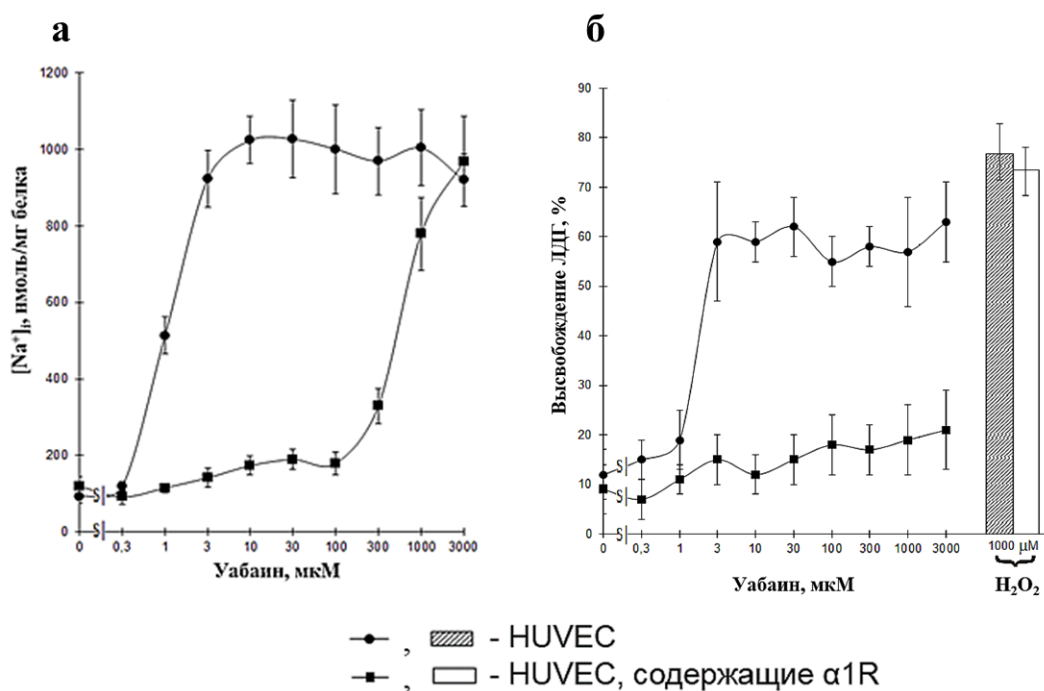 а
1200
1000
800
600
400
200
0
[Na⁺]ᵢ, нмоль/мг белка
0 0,3 1 3 10 30 100 300 1000 3000
Уабаин, мкМ
б
90
80
70
60
50
40
30
20
10
0
Высвобождение ЛДГ, %
0 0,3 1 3 10 30 100 300 1000 3000 1000 μM
Уабаин, мкМ
H₂O₂
, - HUVEC
, - HUVEC, содержащие α1R